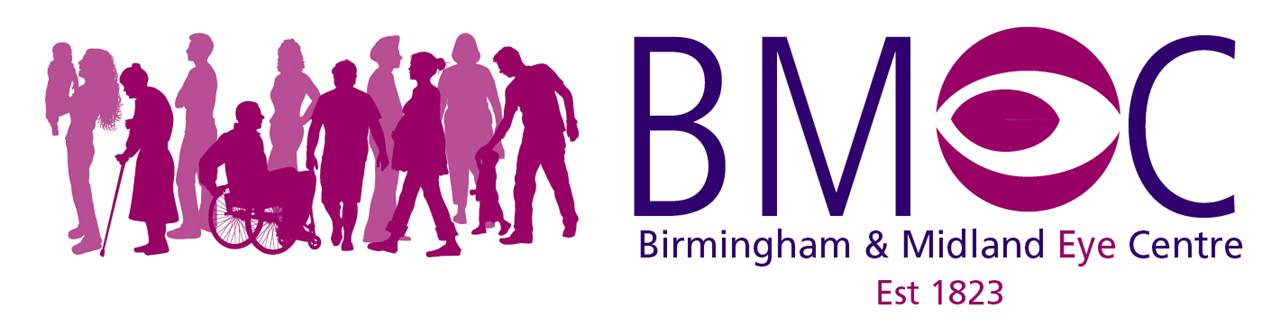 BMEC
Birmingham & Midland Eye Centre
Est 1823